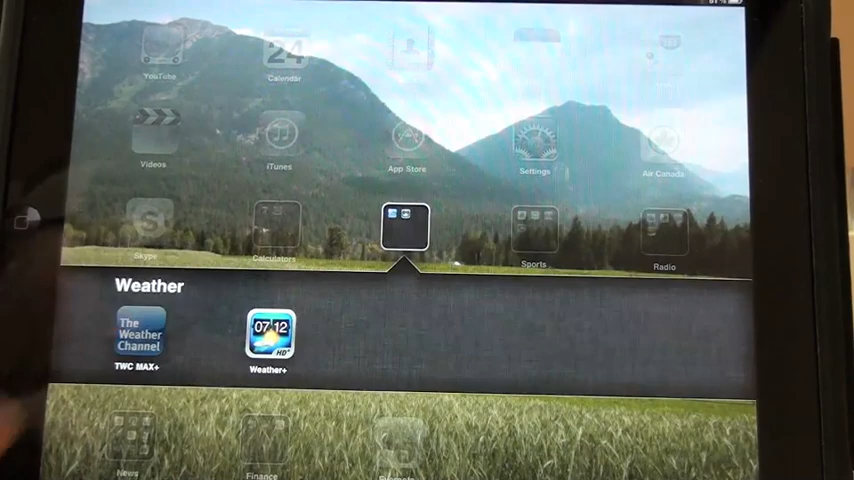 YouTube
24
Calendar
Videos
iTunes
App Store
Settings
Air Canada
Skype
Calculators
Sports
Radio
Weather
The
Weather
Channel
07 12
HD+
TWC MAX+
Weather+
News
Finance